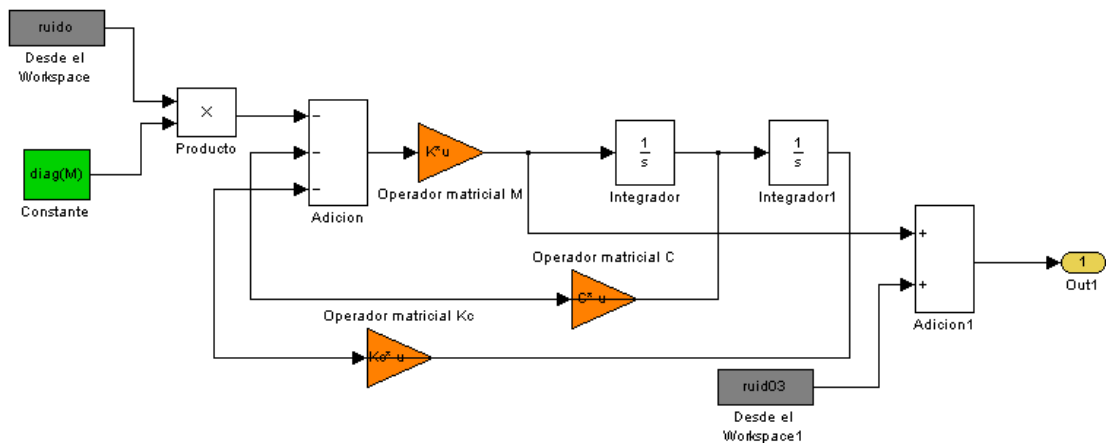 ruido
Desde el
Workspace
×
Producto
diag(M)
Constante
−
−
−
Adicion
K*u
Operador matricial M
1
s
Integrador
1
s
Integrador1
Operador matricial C
C* u
Operador matricial Kc
Kc* u
+
+
Adicion1
1
Out1
ruid03
Desde el
Workspace1